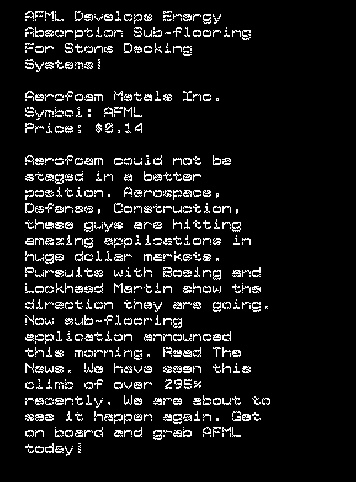 AFML Develops Energy
Absorption Sub-flooring
For Stone Decking
Systems!
Aerofoam Metals Inc.
Symbol: AFML
Price: $0.14
Aerofoam could not be
staged in a better
position. Aerospace,
Defense, Construction,
these guys are hitting
amazing applications in
huge dollar markets.
Pursuits with Boeing and
Lockheed Martin show the
direction they are going.
Now sub-flooring
application announced
this morning. Read The
News. We have seen this
climb of over 295%
recently. We are about to
see it happen again. Get
on board and grab AFML
today!